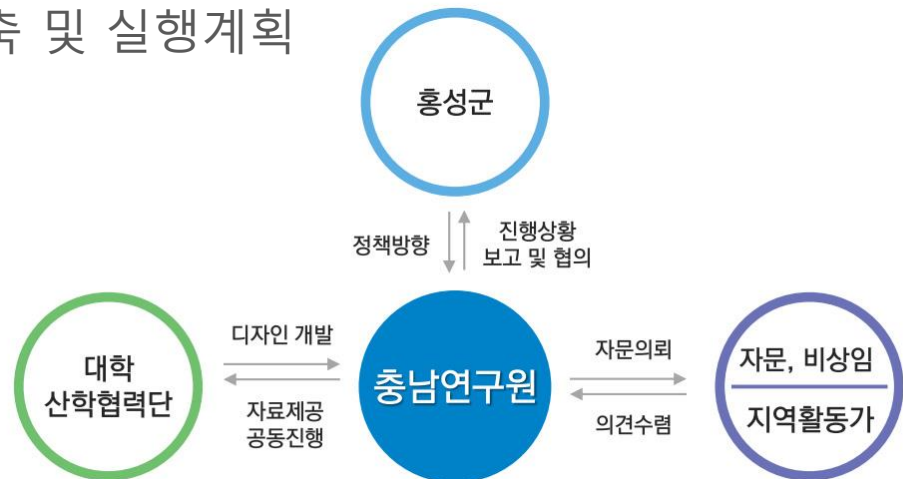 및 실행계획
홍성군
정책방향
진행상황
보고 및 협의
디자인 개발
자료제공
공동진행
대학
산학협력단
충남연구원
자문의뢰
의견수렴
자문, 비상임
지역활동가